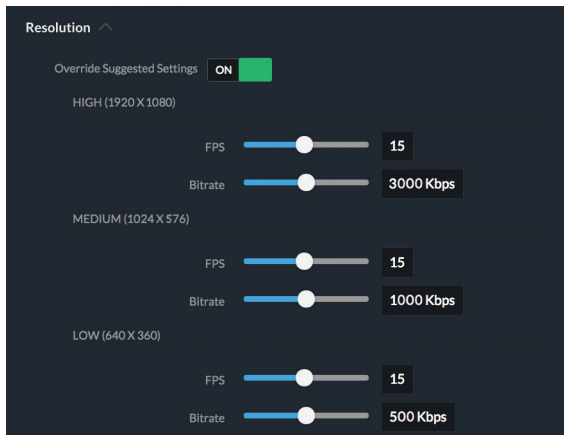 Resolution
Override Suggested Settings ON
HIGH (1920 X 1080)
FPS 15
Bitrate 3000 Kbps
MEDIUM (1024 X 576)
FPS 15
Bitrate 1000 Kbps
LOW (640 X 360)
FPS 15
Bitrate 500 Kbps